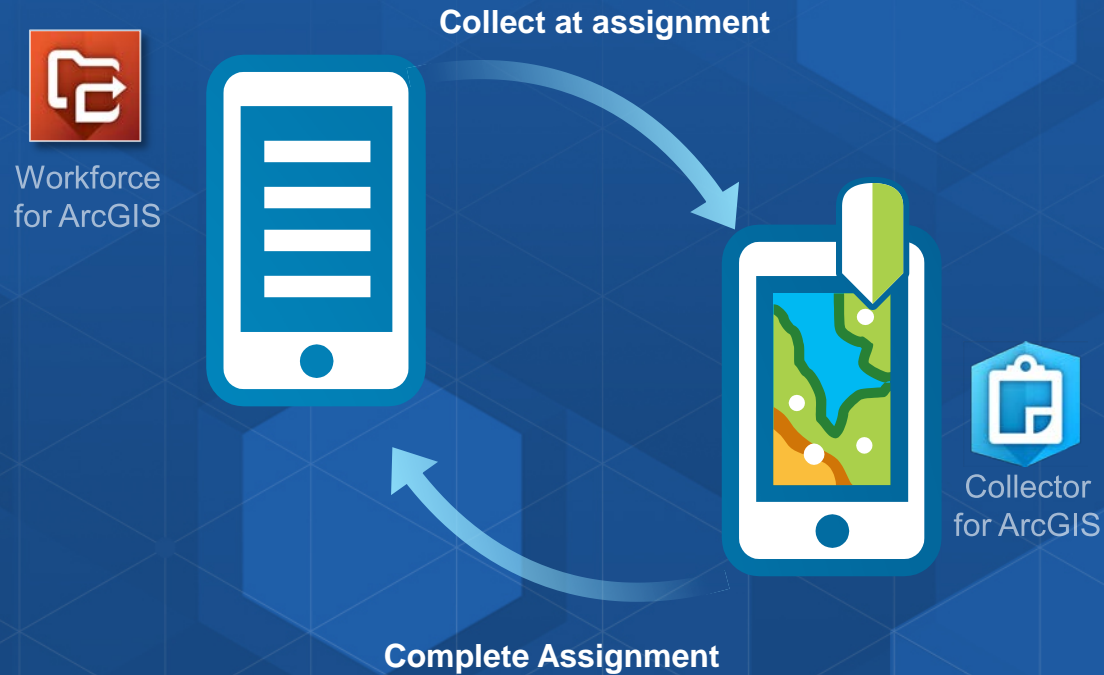 Collect at assignment
Workforce
for ArcGIS
Collector
for ArcGIS
Complete Assignment